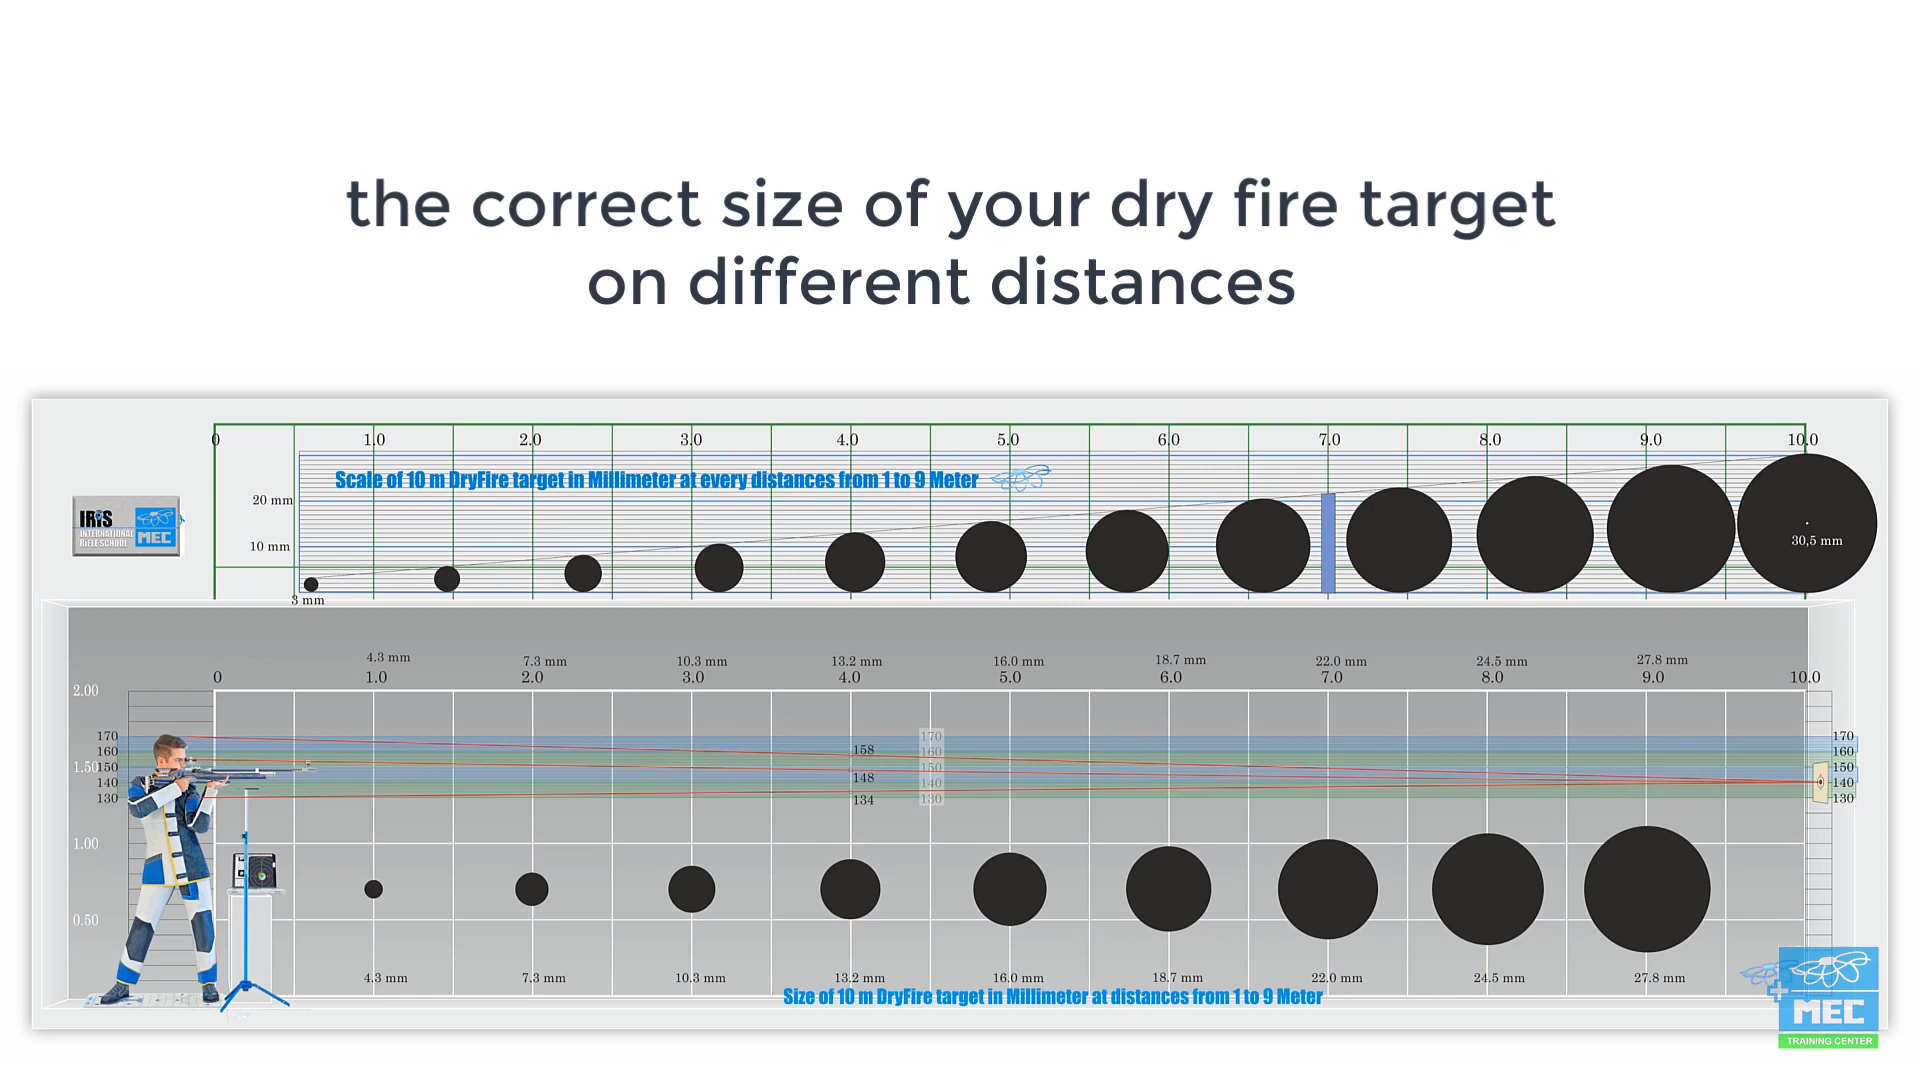 the correct size of your dry fire target
on different distances
0 1.0 2.0 3.0 4.0 5.0 6.0 7.0 8.0 9.0 10.0
Scale of 10 m DryFire target in Millimeter at every distances from 1 to 9 Meter
20 mm
10 mm
3 mm
30,5 mm
IRiS
INTERNATIONAL
RIFLESCHOOL
MEC
4.3 mm 7.3 mm 10.3 mm 13.2 mm 16.0 mm 18.7 mm 22.0 mm 24.5 mm 27.8 mm
0 1.0 2.0 3.0 4.0 5.0 6.0 7.0 8.0 9.0 10.0
2.00
170 170 170
160 158 160 160
1.50 150 150 150
140 148 140 140
130 134 130 130
1.00
0.50
4.3 mm 7.3 mm 10.3 mm 13.2 mm 16.0 mm 18.7 mm 22.0 mm 24.5 mm 27.8 mm
Size of 10 m DryFire target in Millimeter at distances from 1 to 9 Meter
MEC
TRAINING CENTER